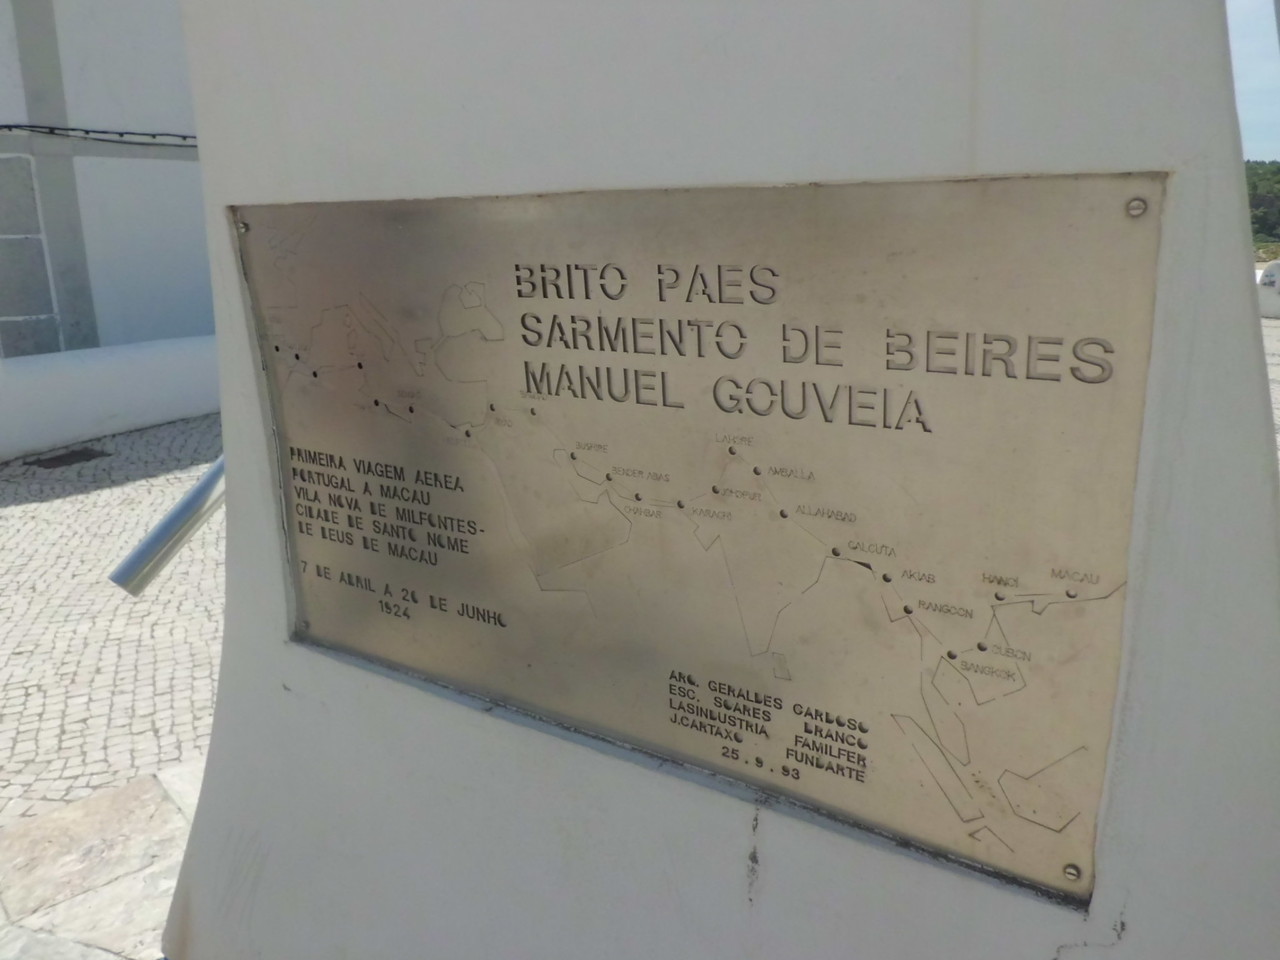 BRITO PAES
SARMENTO DE BEIRES
MANUEL GOUVEIA
PRIMEIRA VIAGEM AEREA
PORTUGAL A MACAU
VILA NOVA DE MILFONTES-
CIDADE DE SANTO NOME
DE DEUS DE MACAU
7 DE ABRIL A 20 DE JUNHO
1924
BUSHIRE
BENDER ABAS
CHAHBAR
KARACHI
LAHORE
AMBALLA
ALLAHABAD
CALCUTA
AKIAB
RANGOON
BANGKOK
UBON
HANOI
MACAU
ARQ. GERALDES CARDOSO
ESC. SOARES BRANCO
LASINDUSTRIA FAMILFER
J.CARTAXO FUNDARTE
25.9.93